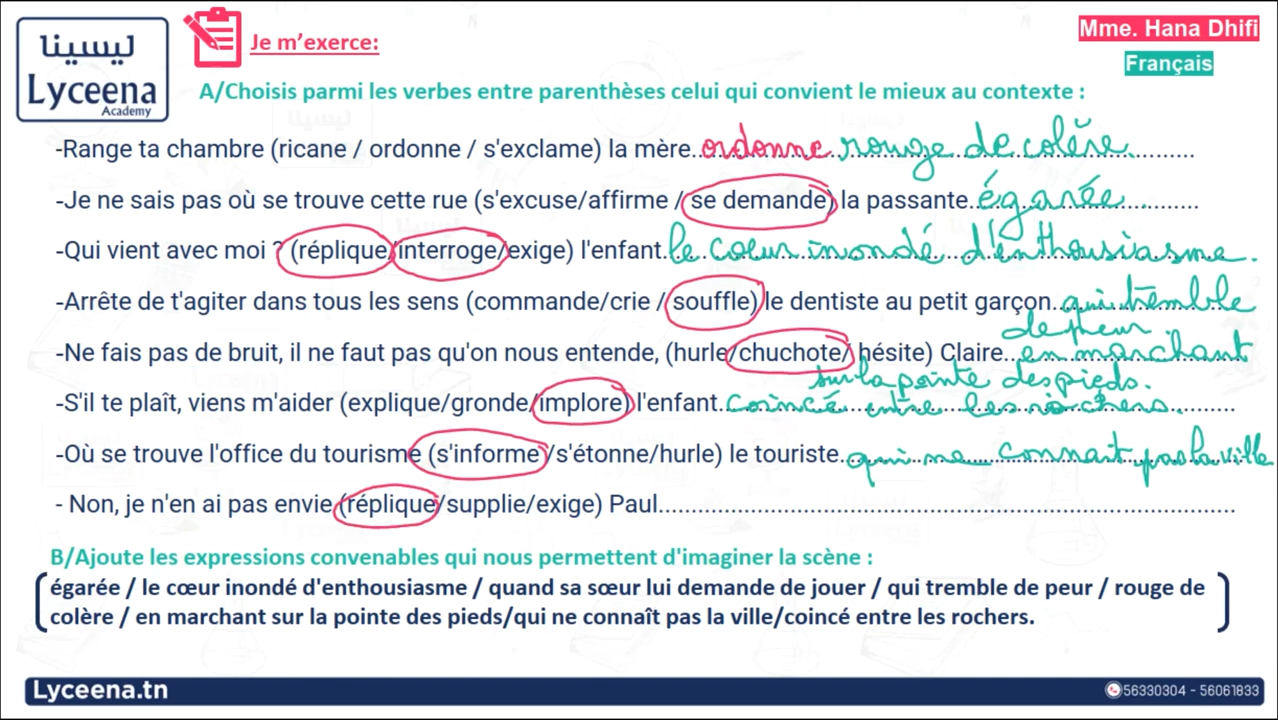 ليسينا
Lyceena
Academy
Je m'exerce:
Mme. Hana Dhifi
Français
A/Choisis parmi les verbes entre parenthèses celui qui convient le mieux au contexte :
-Range ta chambre (ricane / ordonne / s'exclame) la mère..ordonne rouge de colère.
-Je ne sais pas où se trouve cette rue (s'excuse/affirme / se demande) la passante..égarée
-Qui vient avec moi ? (réplique/interroge/exige) l'enfant.le cœur inondé d'enthousiasme.
-Arrête de t'agiter dans tous les sens (commande/crie / souffle) le dentiste au petit garçon..qui tremble
de peur
-Ne fais pas de bruit, il ne faut pas qu'on nous entende, (hurle/chuchote/ hésite) Claire...en marchant
sur la pointe des pieds.
-S'il te plaît, viens m'aider (explique/gronde/implore) l'enfant..coincé entre les rochers.
-Où se trouve l'office du tourisme (s'informe /s'étonne/hurle) le touriste...qui ne connait pas la ville
- Non, je n'en ai pas envie (réplique/supplie/exige) Paul..........
B/Ajoute les expressions convenables qui nous permettent d'imaginer la scène :
égarée / le cœur inondé d'enthousiasme / quand sa sœur lui demande de jouer / qui tremble de peur / rouge de
colère / en marchant sur la pointe des pieds/qui ne connaît pas la ville/coincé entre les rochers.
Lyceena.tn
56330304 - 56061833